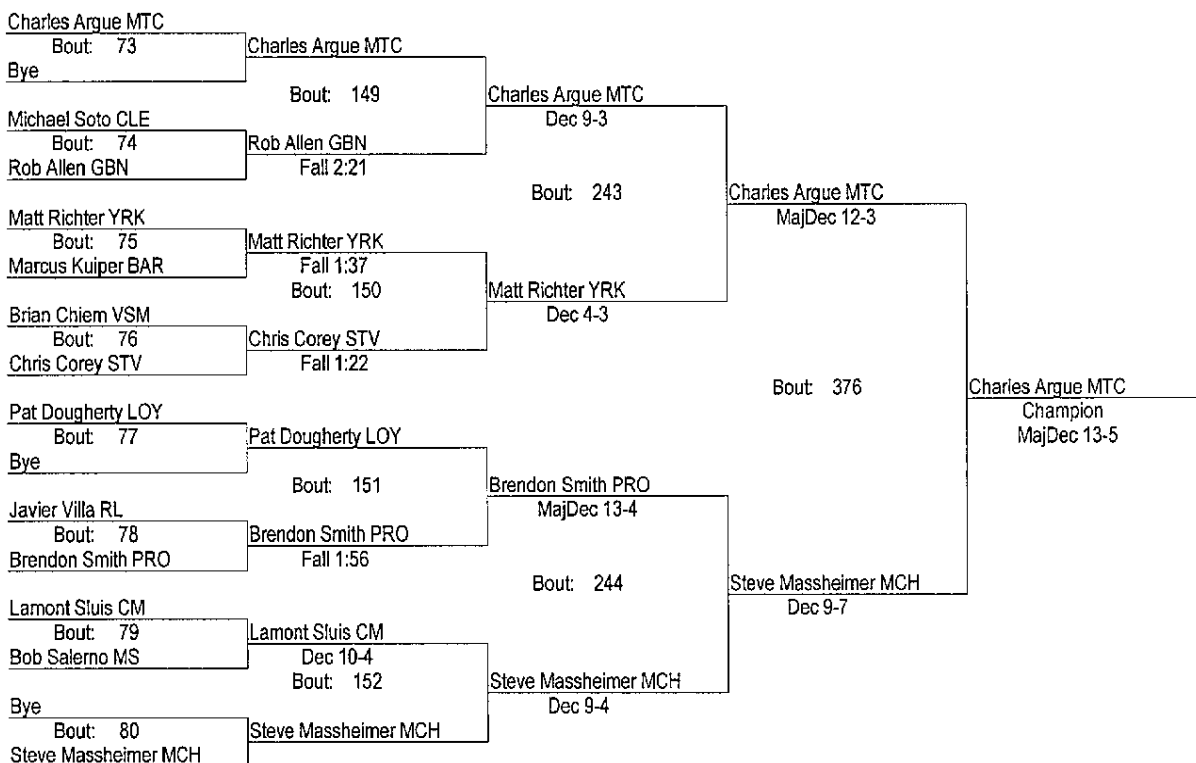 Charles Argue MTC
Bout: 73
Bye
Charles Argue MTC
Bout: 149
Michael Soto CLE
Bout: 74
Rob Allen GBN
Rob Allen GBN
Fall 2:21
Charles Argue MTC
Dec 9-3
Bout: 243
Matt Richter YRK
Bout: 75
Marcus Kuiper BAR
Matt Richter YRK
Fall 1:37
Bout: 150
Brian Chiem VSM
Bout: 76
Chris Corey STV
Chris Corey STV
Fall 1:22
Matt Richter YRK
Dec 4-3
Charles Argue MTC
MajDec 12-3
Bout: 376
Pat Dougherty LOY
Bout: 77
Bye
Pat Dougherty LOY
Bout: 151
Javier Villa RL
Bout: 78
Brendon Smith PRO
Brendon Smith PRO
Fall 1:56
Brendon Smith PRO
MajDec 13-4
Bout: 244
Lamont Sluis CM
Bout: 79
Bob Salerno MS
Lamont Sluis CM
Dec 10-4
Bout: 152
Bye
Bout: 80
Steve Massheimer MCH
Steve Massheimer MCH
Steve Massheimer MCH
Dec 9-4
Steve Massheimer MCH
Dec 9-7
Charles Argue MTC
Champion
MajDec 13-5